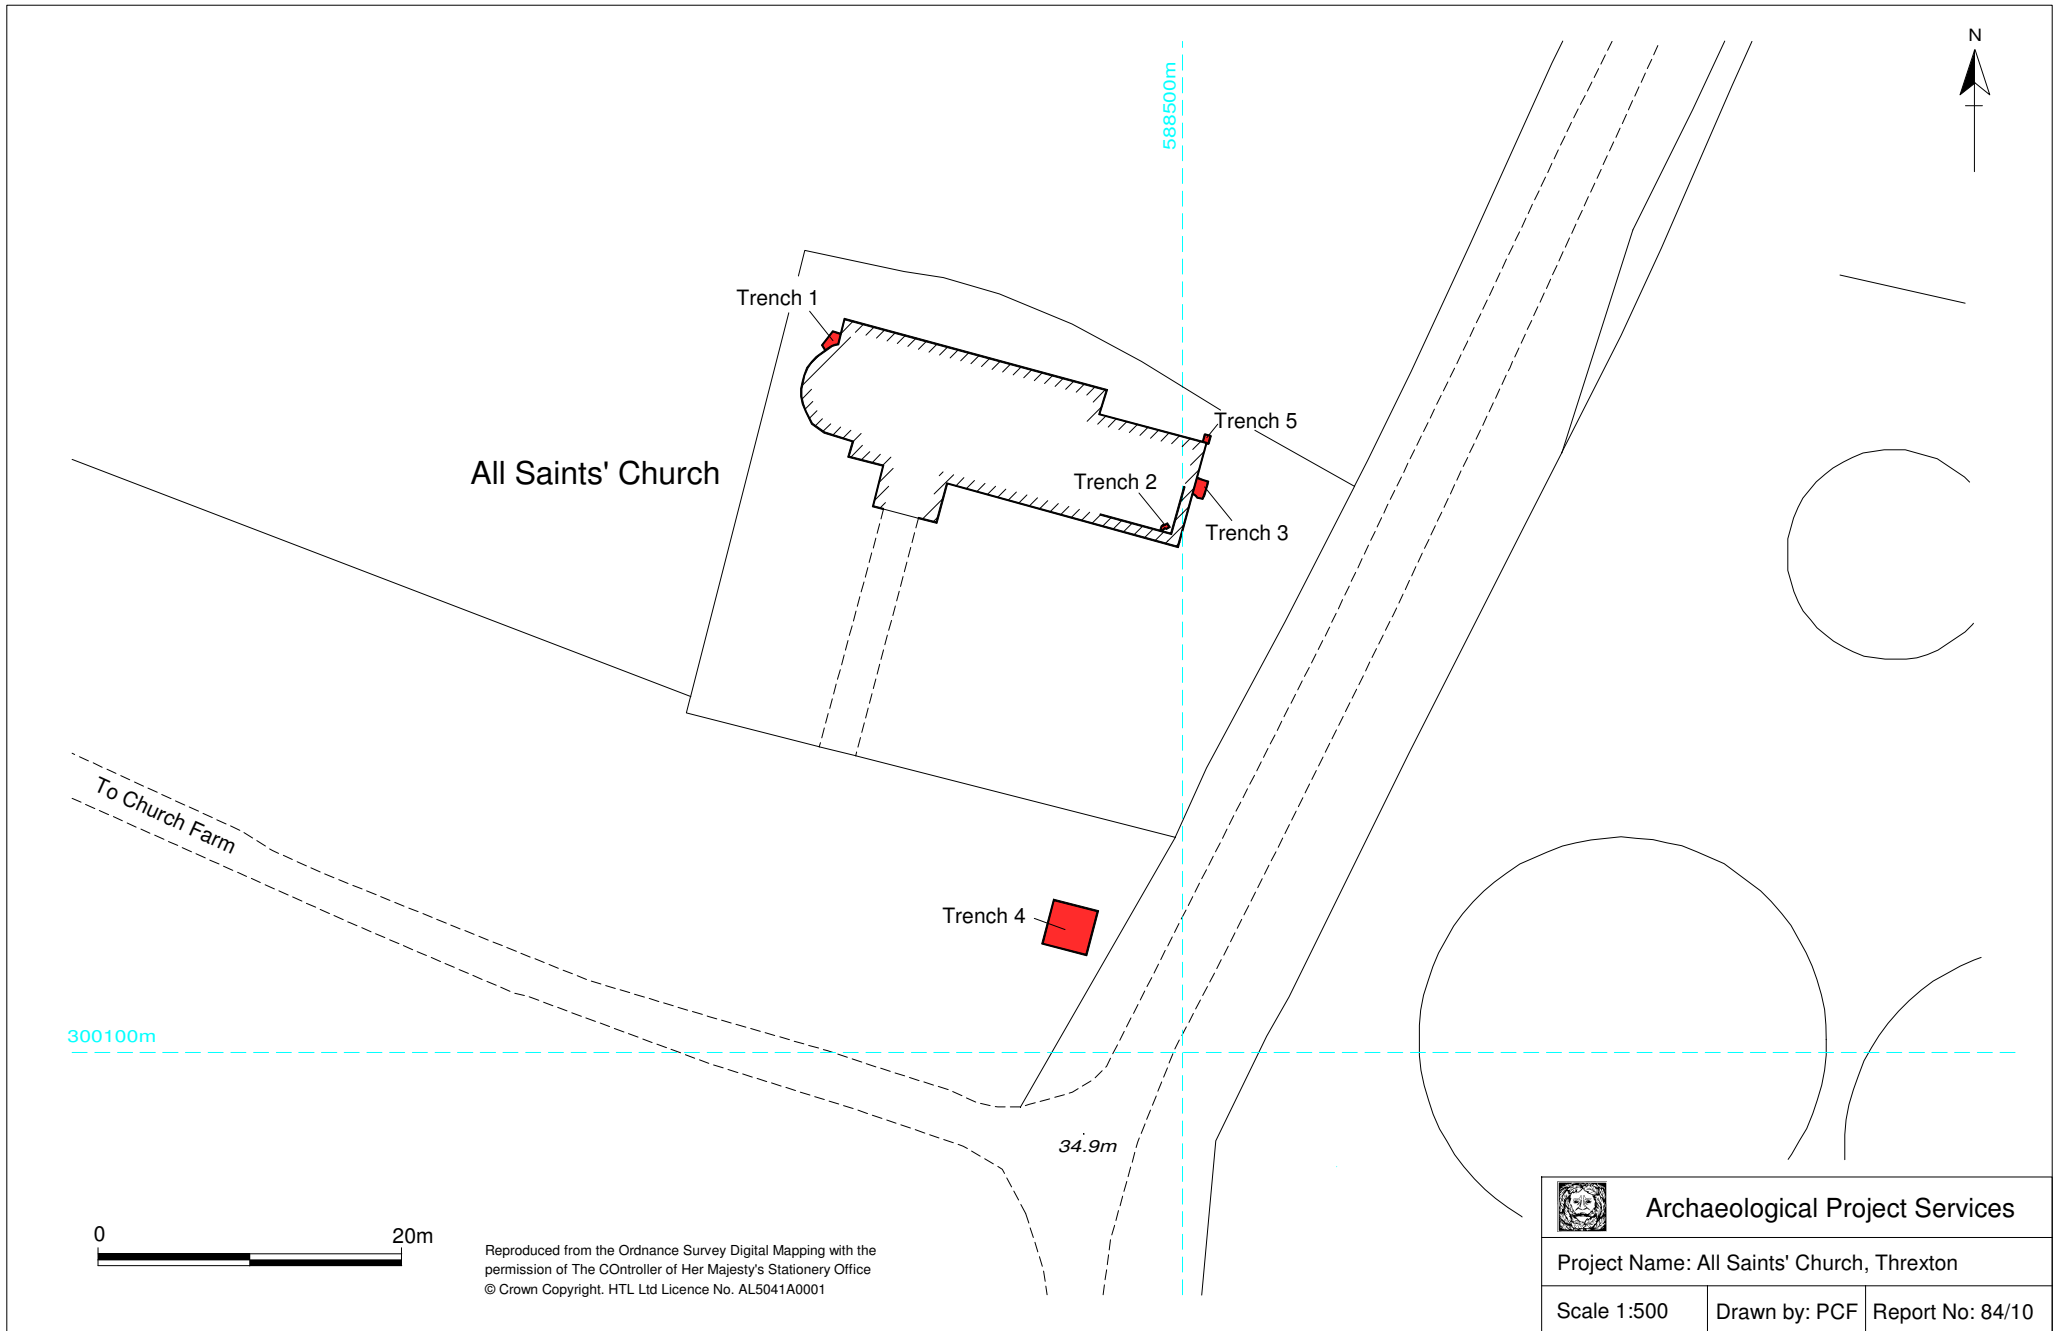 N
588500m
Trench 1
Trench 5
All Saints' Church
Trench 2
Trench 3
To Church Farm
Trench 4
300100m
34.9m
0 20m
Reproduced from the Ordnance Survey Digital Mapping with the
permission of The COntroller of Her Majesty's Stationery Office
© Crown Copyright. HTL Ltd Licence No. AL5041A0001
Archaeological Project Services
Project Name: All Saints' Church, Threxton
Scale 1:500 Drawn by: PCF Report No: 84/10